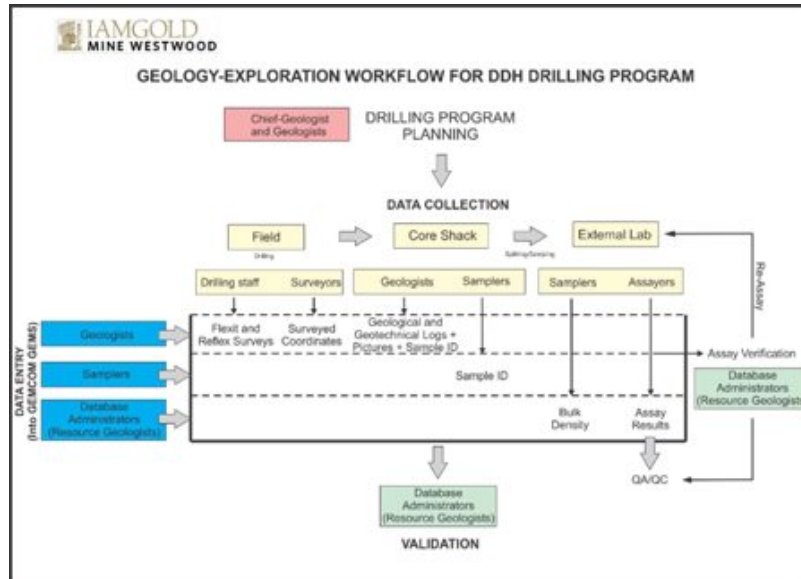 IAMGOLD
MINE WESTWOOD
GEOLOGY-EXPLORATION WORKFLOW FOR DDH DRILLING PROGRAM
Chief-Geologist
and Geologists
DRILLING PROGRAM
PLANNING
DATA COLLECTION
Field
Core Shack
External Lab
Drilling
Splitting/Sampling
Drilling staff
Surveyors
Geologists
Samplers
Samplers
Assayors
Re-Assay
DATA ENTRY
(Into GEMCOM GEMS)
Geologists
Flexit and
Reflex Surveys
Surveyed
Coordinates
Geological and
Geotechnical Logs +
Pictures + Sample ID
Assay Verification
Samplers
Sample ID
Database
Administrators
(Resource Geologists)
Database
Administrators
(Resource Geologists)
Bulk
Density
Assay
Results
QA/QC
Database
Administrators
(Resource Geologists)
VALIDATION